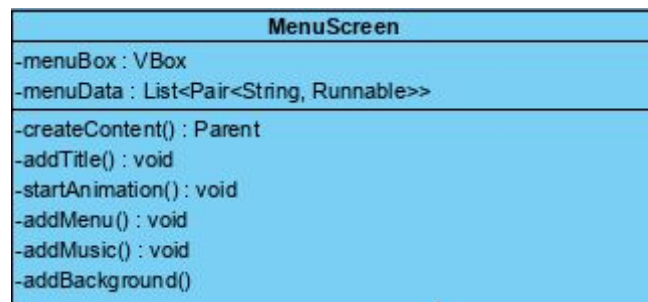 MenuScreen
-menuBox : VBox
-menuData : List<Pair<String, Runnable>>
-createContent() : Parent
-addTitle() : void
-startAnimation() : void
-addMenu() : void
-addMusic() : void
-addBackground()